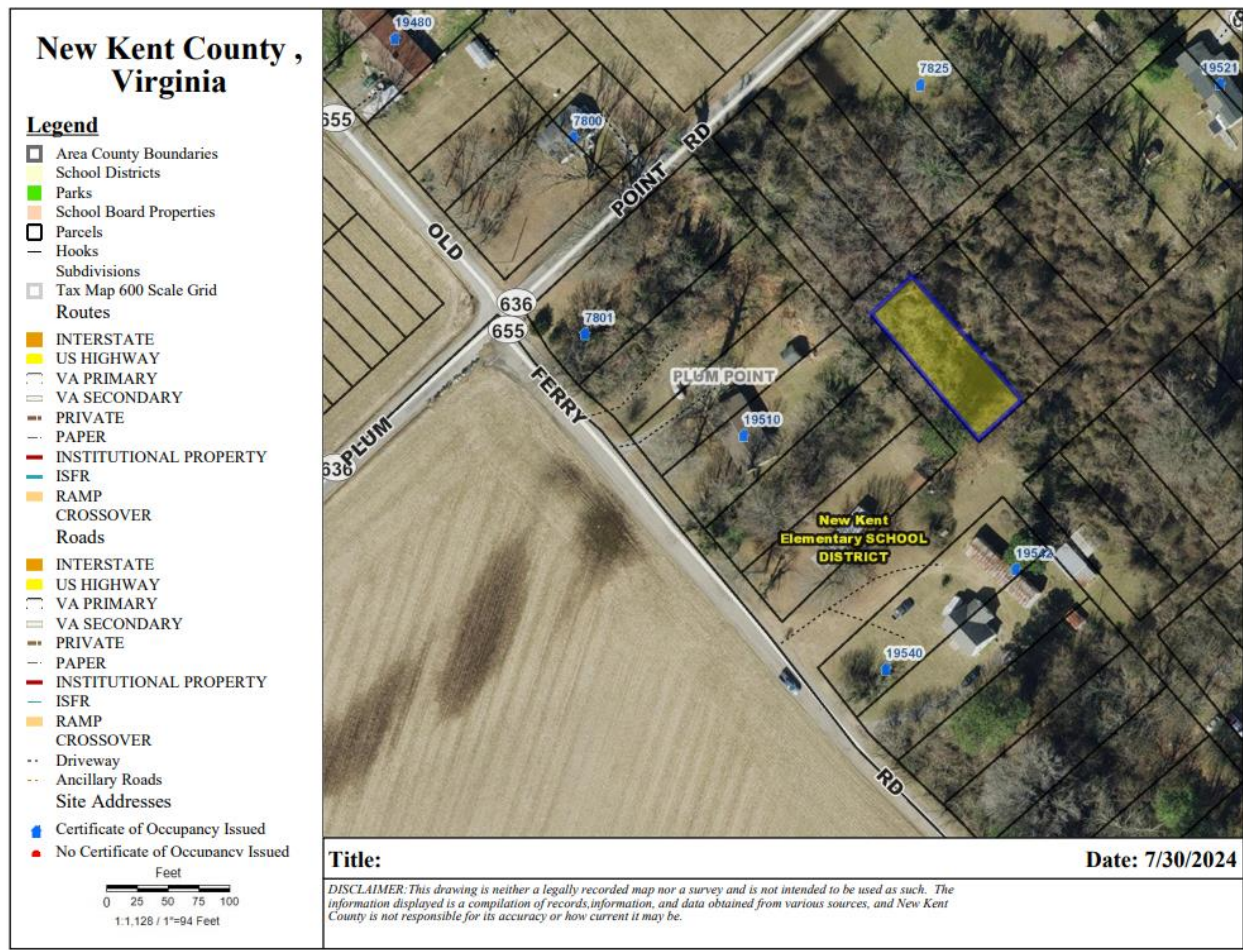 New Kent County ,
Virginia
Legend
Area County Boundaries
School Districts
Parks
School Board Properties
Parcels
Hooks
Subdivisions
Tax Map 600 Scale Grid
Routes
INTERSTATE
US HIGHWAY
VA PRIMARY
VA SECONDARY
PRIVATE
PAPER
INSTITUTIONAL PROPERTY
ISFR
RAMP
CROSSOVER
Roads
INTERSTATE
US HIGHWAY
VA PRIMARY
VA SECONDARY
PRIVATE
PAPER
INSTITUTIONAL PROPERTY
ISFR
RAMP
CROSSOVER
Driveway
Ancillary Roads
Site Addresses
Certificate of Occupancy Issued
No Certificate of Occupancy Issued
Feet
0 25 50 75 100
1:1,128 / 1"=94 Feet
19480
7825
19521
655
7800
POINT RD
OLD
636
655
7801
PLUM POINT
FERRY
19510
PLUM
636
New Kent
Elementary SCHOOL
DISTRICT
19542
19540
RD
Title:
Date: 7/30/2024
DISCLAIMER:This drawing is neither a legally recorded map nor a survey and is not intended to be used as such. The
information displayed is a compilation of records,information, and data obtained from various sources, and New Kent
County is not responsible for its accuracy or how current it may be.